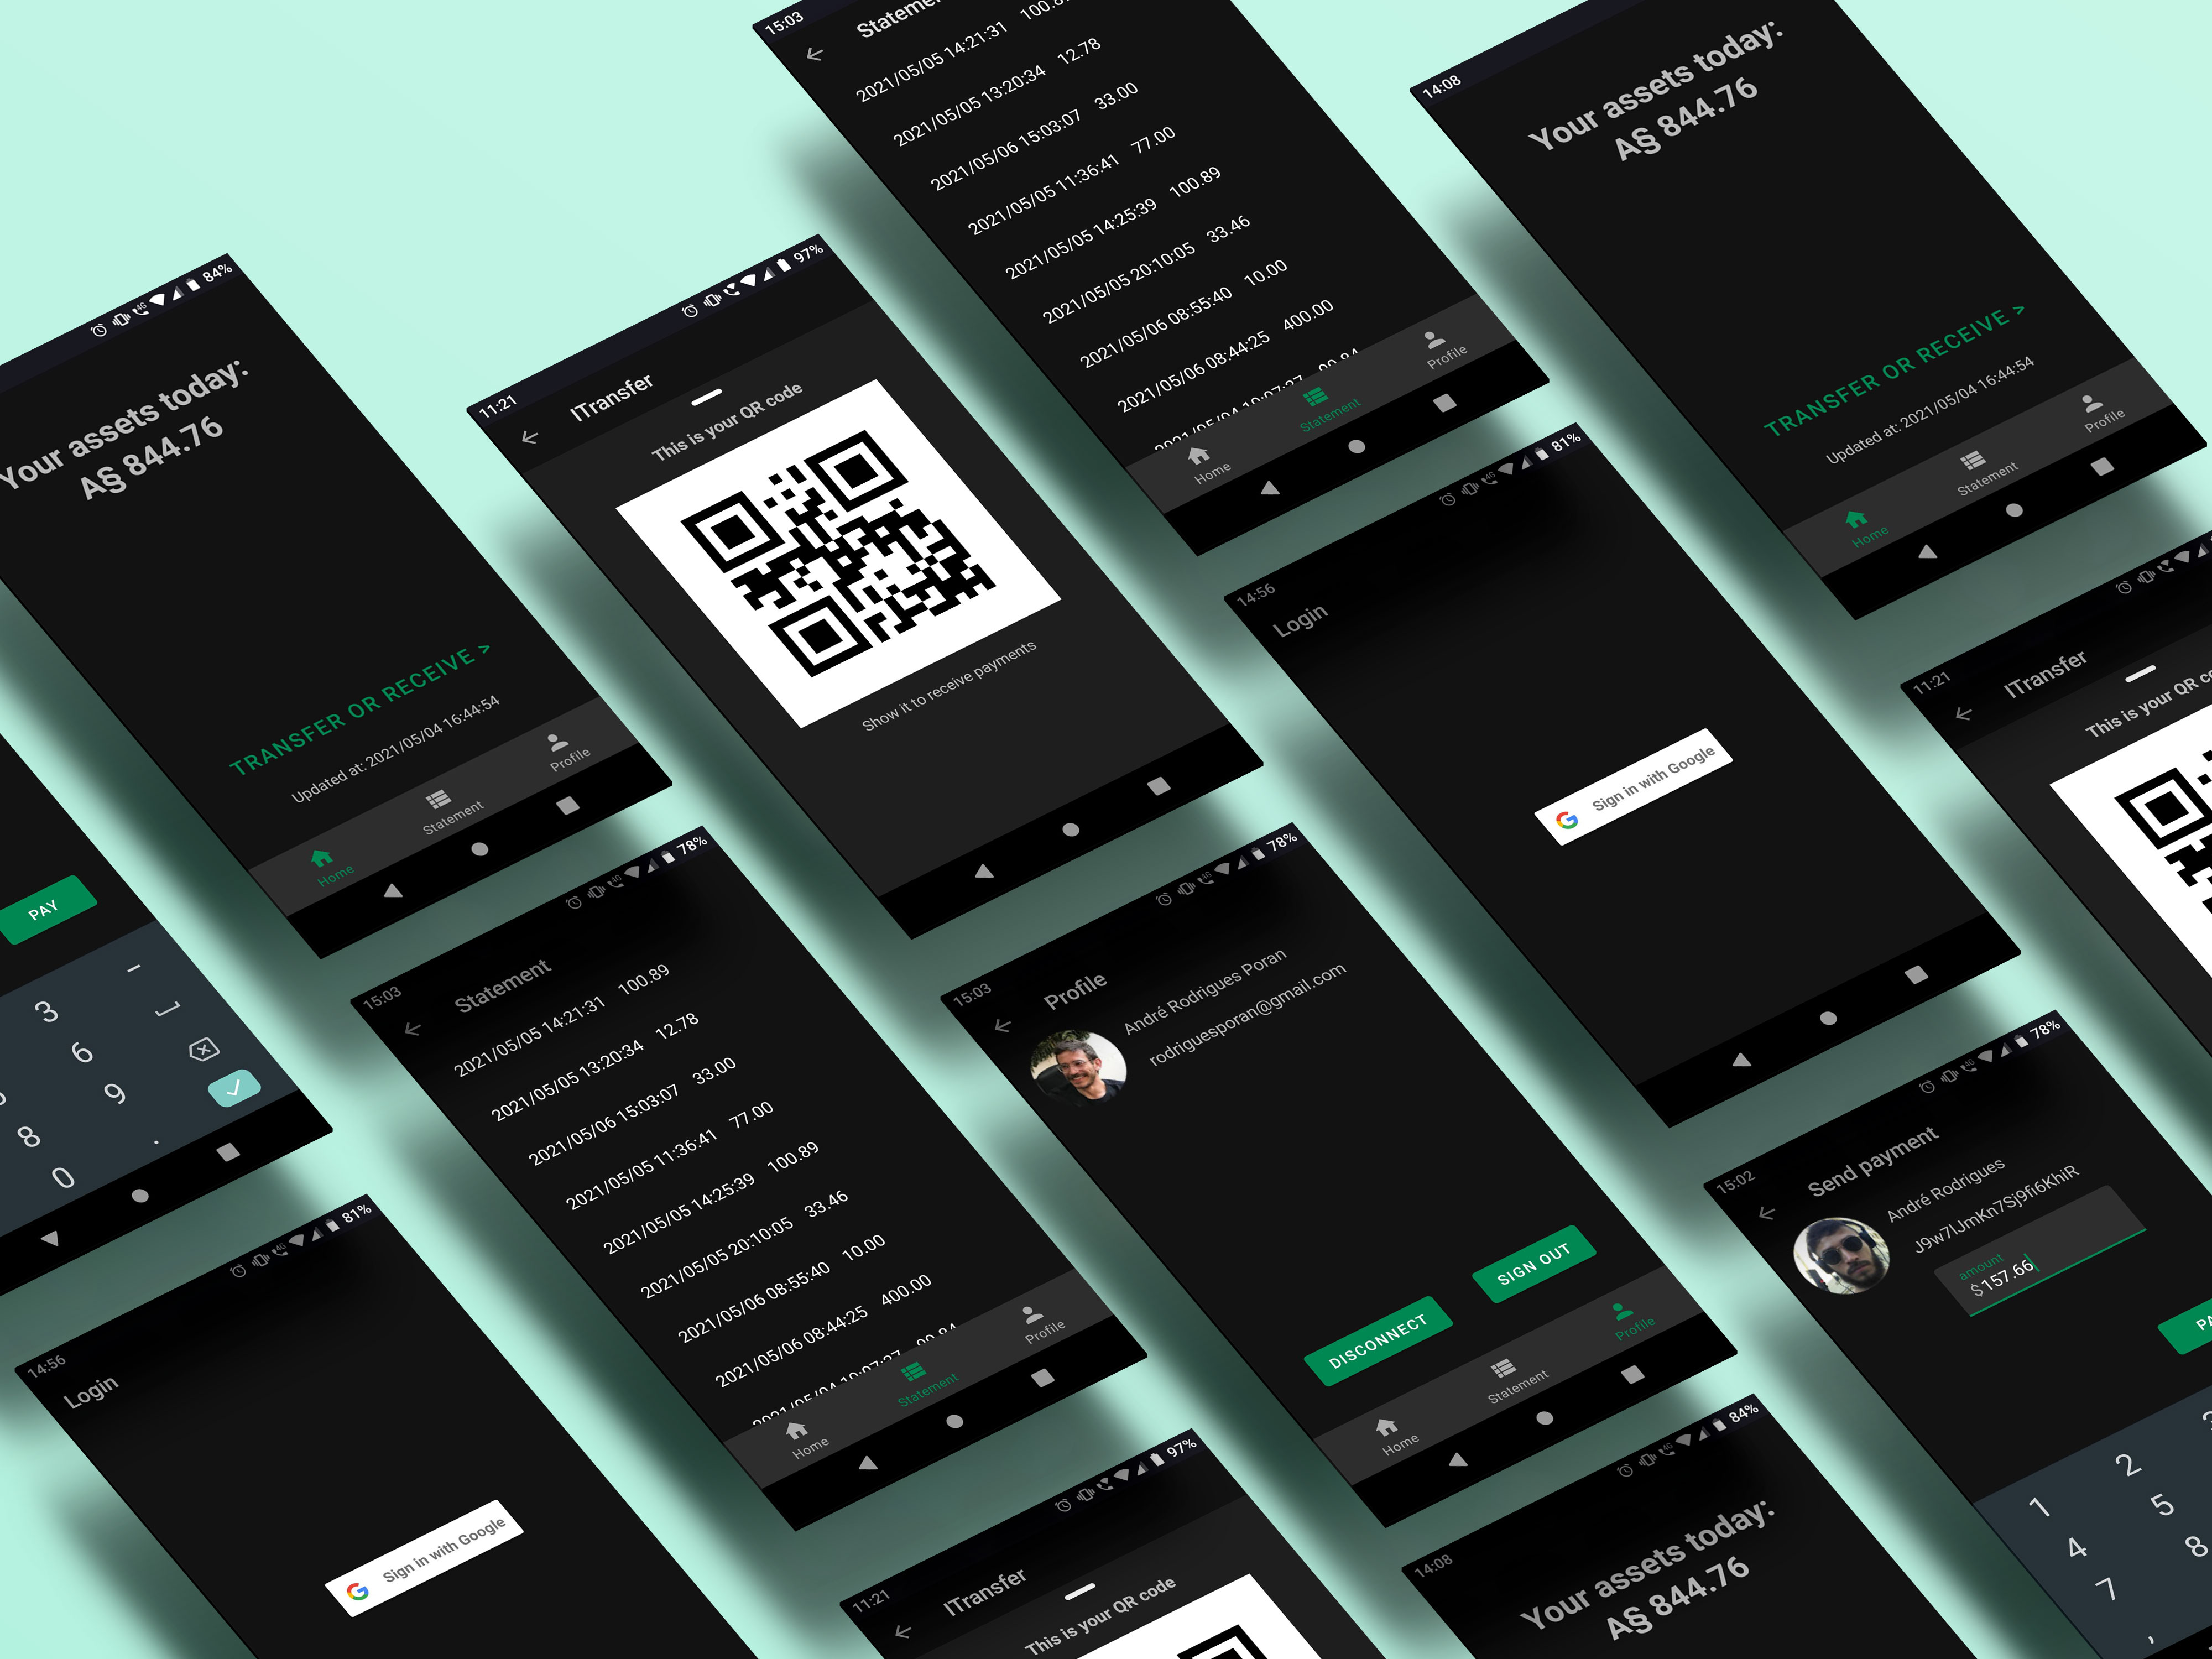 84%
Your assets today:
A§ 844.76
TRANSFER OR RECEIVE >
Updated at: 2021/05/04 16:44:54
Home
Statement
Profile
11:21
97%
ITransfer
This is your QR code
Show it to receive payments
15:03
Statement
2021/05/05 14:21:31 100.89
2021/05/05 13:20:34 12.78
2021/05/06 15:03:07 33.00
2021/05/05 11:36:41 77.00
2021/05/05 14:25:39 100.89
2021/05/05 20:10:05 33.46
2021/05/06 08:55:40 10.00
2021/05/06 08:44:25 400.00
Home
Statement
Profile
14:08
Your assets today:
A§ 844.76
TRANSFER OR RECEIVE >
Updated at: 2021/05/04 16:44:54
Home
Statement
Profile
PAY
3 –
6
8 9
0 .
15:03
78%
Statement
2021/05/05 14:21:31 100.89
2021/05/05 13:20:34 12.78
2021/05/06 15:03:07 33.00
2021/05/05 11:36:41 77.00
2021/05/05 14:25:39 100.89
2021/05/05 20:10:05 33.46
2021/05/06 08:55:40 10.00
2021/05/06 08:44:25 400.00
Home
Statement
Profile
15:03
78%
Profile
André Rodrigues Poran
rodriguesporan@gmail.com
DISCONNECT
SIGN OUT
Home
Statement
Profile
14:56
81%
Login
Sign in with Google
11:21
ITransfer
This is your QR
14:56
81%
Login
Sign in with Google
11:21
97%
ITransfer
This is your QR code
14:08
84%
Your assets today:
A§ 844.76
15:02
78%
Send payment
André Rodrigues
amount
$157.66
1 2
4 5
7 8
,